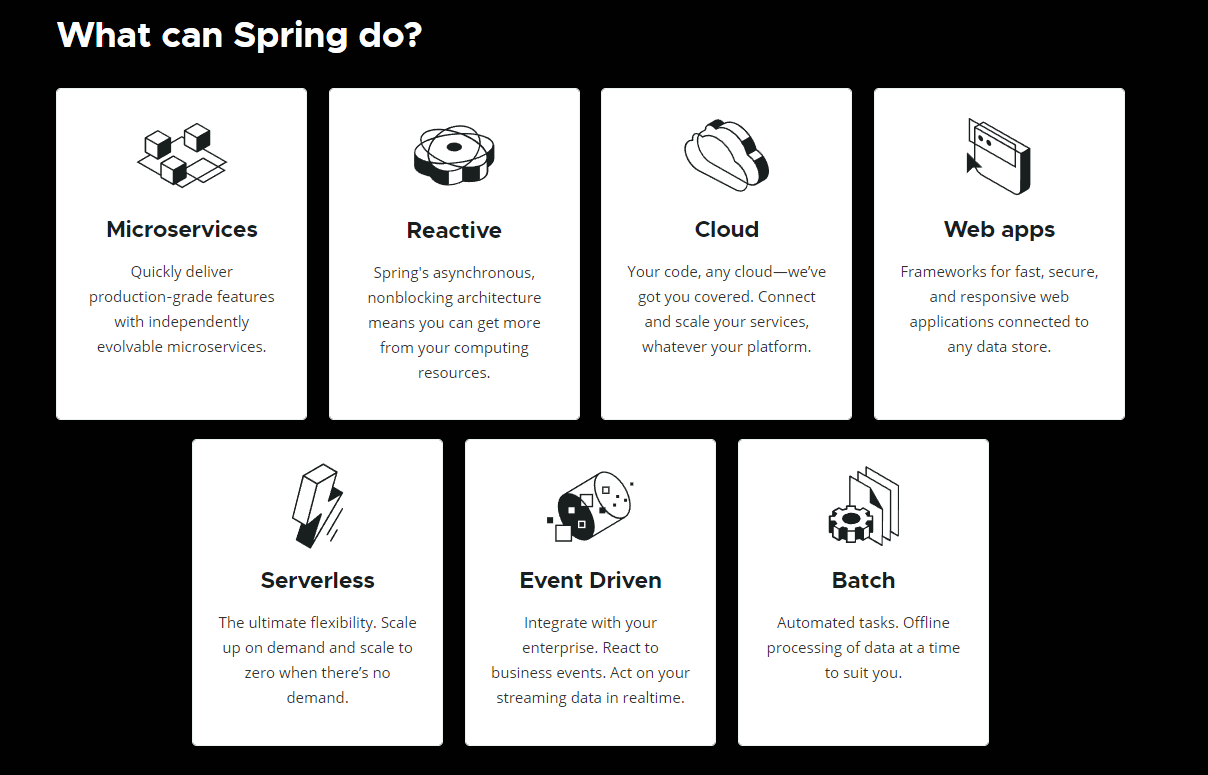 What can Spring do?
Microservices
Quickly deliver
production-grade features
with independently
evolvable microservices.
Reactive
Spring's asynchronous,
nonblocking architecture
means you can get more
from your computing
resources.
Cloud
Your code, any cloud—we’ve
got you covered. Connect
and scale your services,
whatever your platform.
Web apps
Frameworks for fast, secure,
and responsive web
applications connected to
any data store.
Serverless
The ultimate flexibility. Scale
up on demand and scale to
zero when there’s no
demand.
Event Driven
Integrate with your
enterprise. React to
business events. Act on your
streaming data in realtime.
Batch
Automated tasks. Offline
processing of data at a time
to suit you.